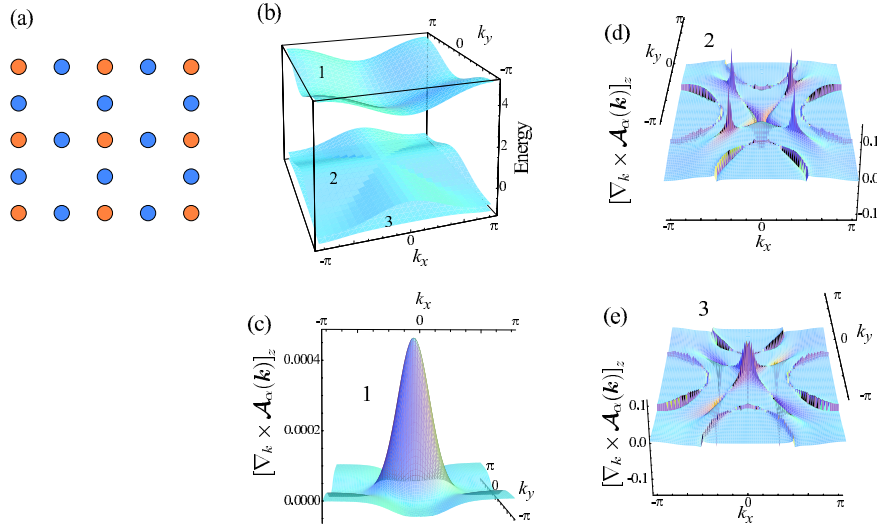 (a)
(b)
1
2
3
π
0
-π
k_y
4
2
0
Energy
-π
0
π
k_x
(c)
k_x
-π
0
π
1
0.0004
0.0002
0.0000
[∇_k × 𝓐_α(k)]_z
π
0
-π
k_y
(d)
2
k_y
0
-π
[∇_k × 𝓐_α(k)]_z
0.1
0.0
-0.1
-π
0
π
k_x
(e)
3
π
0
-π
k_y
[∇_k × 𝓐_α(k)]_z
0.1
0.0
-0.1
-π
0
π
k_x